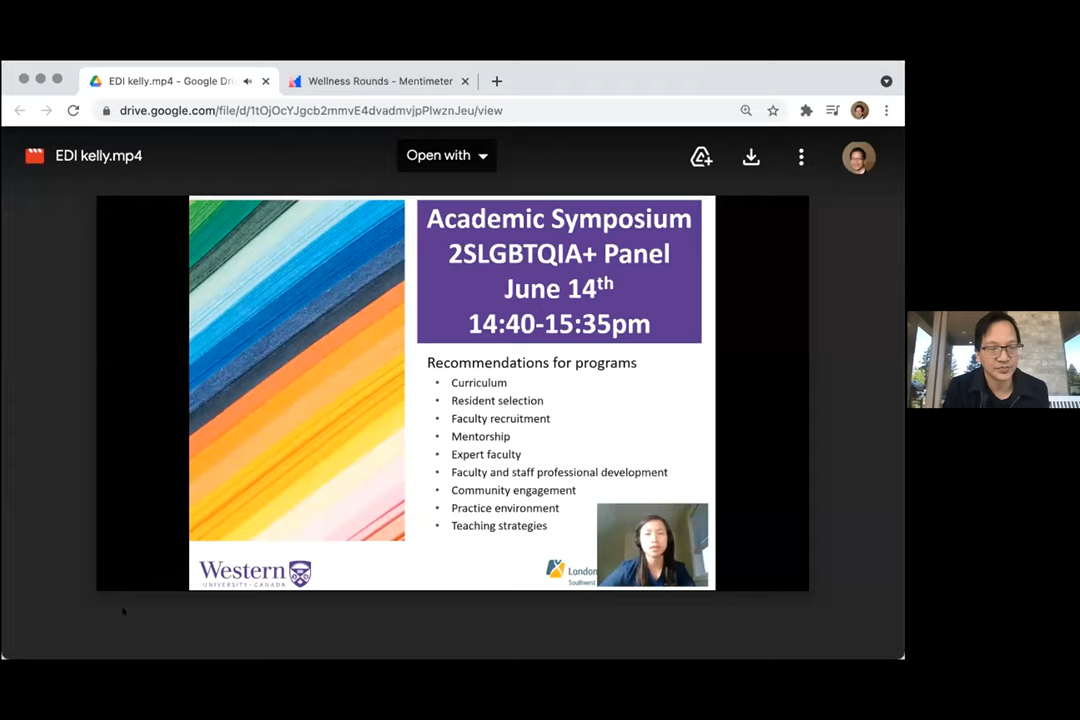 EDI kelly.mp4 - Google Dri
Wellness Rounds - Mentimeter
drive.google.com/file/d/1tOjOcYJgcb2mmvE4dvadmvjpPlwznJeu/view
EDI kelly.mp4
Open with
Academic Symposium
2SLGBTQIA+ Panel
June 14th
14:40-15:35pm
Recommendations for programs
• Curriculum
• Resident selection
• Faculty recruitment
• Mentorship
• Expert faculty
• Faculty and staff professional development
• Community engagement
• Practice environment
• Teaching strategies
Western
UNIVERSITY · CANADA
London
Southwest